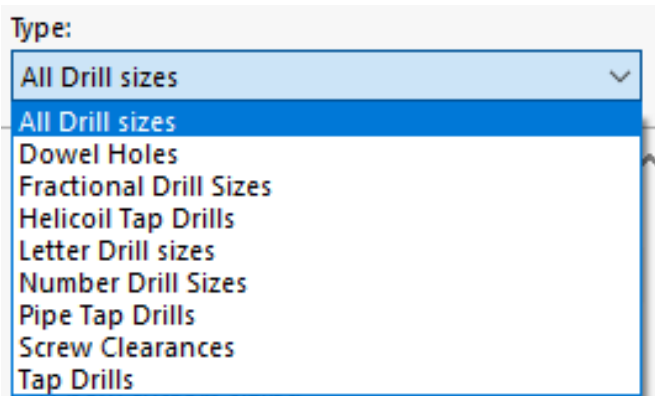 Type:
All Drill sizes
All Drill sizes
Dowel Holes
Fractional Drill Sizes
Helicoil Tap Drills
Letter Drill sizes
Number Drill Sizes
Pipe Tap Drills
Screw Clearances
Tap Drills